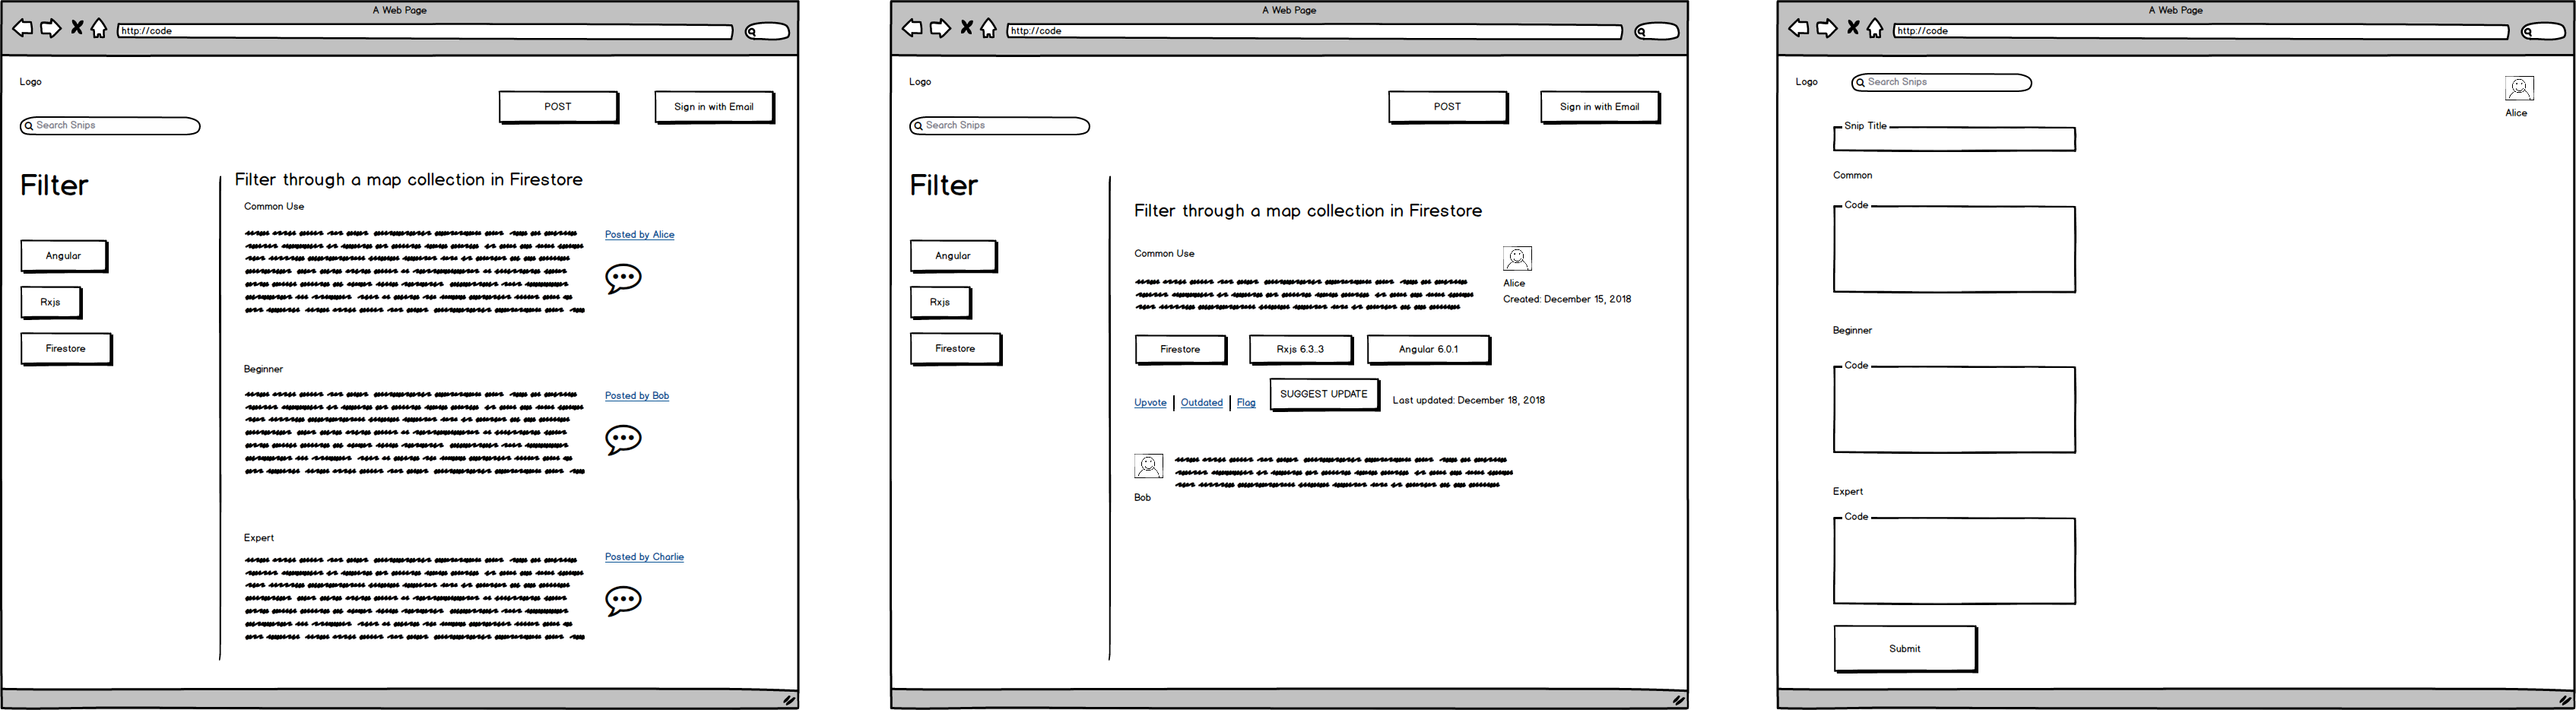 A Web Page
http://code
Logo
POST
Sign in with Email
Search Snips
Filter
Filter through a map collection in Firestore
Common Use
Posted by Alice
Angular
Rxjs
Firestore
Beginner
Posted by Bob
Expert
Posted by Charlie
A Web Page
http://code
Logo
POST
Sign in with Email
Search Snips
Filter
Filter through a map collection in Firestore
Angular
Common Use
Alice
Created: December 15, 2018
Rxjs
Firestore
Firestore
Rxjs 6.3..3
Angular 6.0.1
Upvote
Outdated
Flag
SUGGEST UPDATE
Last updated: December 18, 2018
Bob
A Web Page
http://code
Logo
Search Snips
Alice
Snip Title
Common
Code
Beginner
Code
Expert
Code
Submit